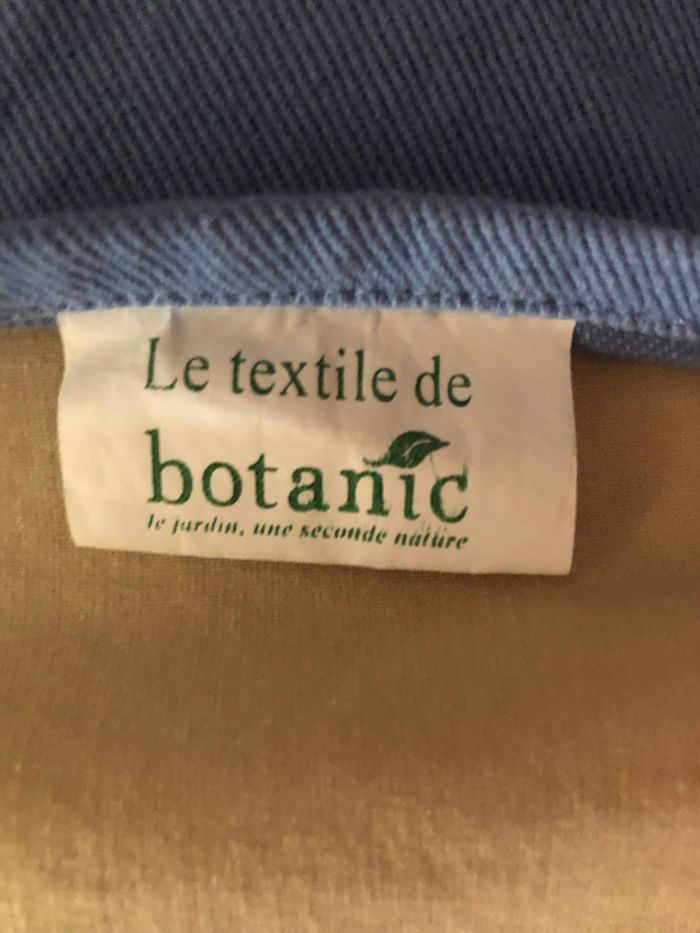 Le textile de
botanic
le jardin, une seconde nature